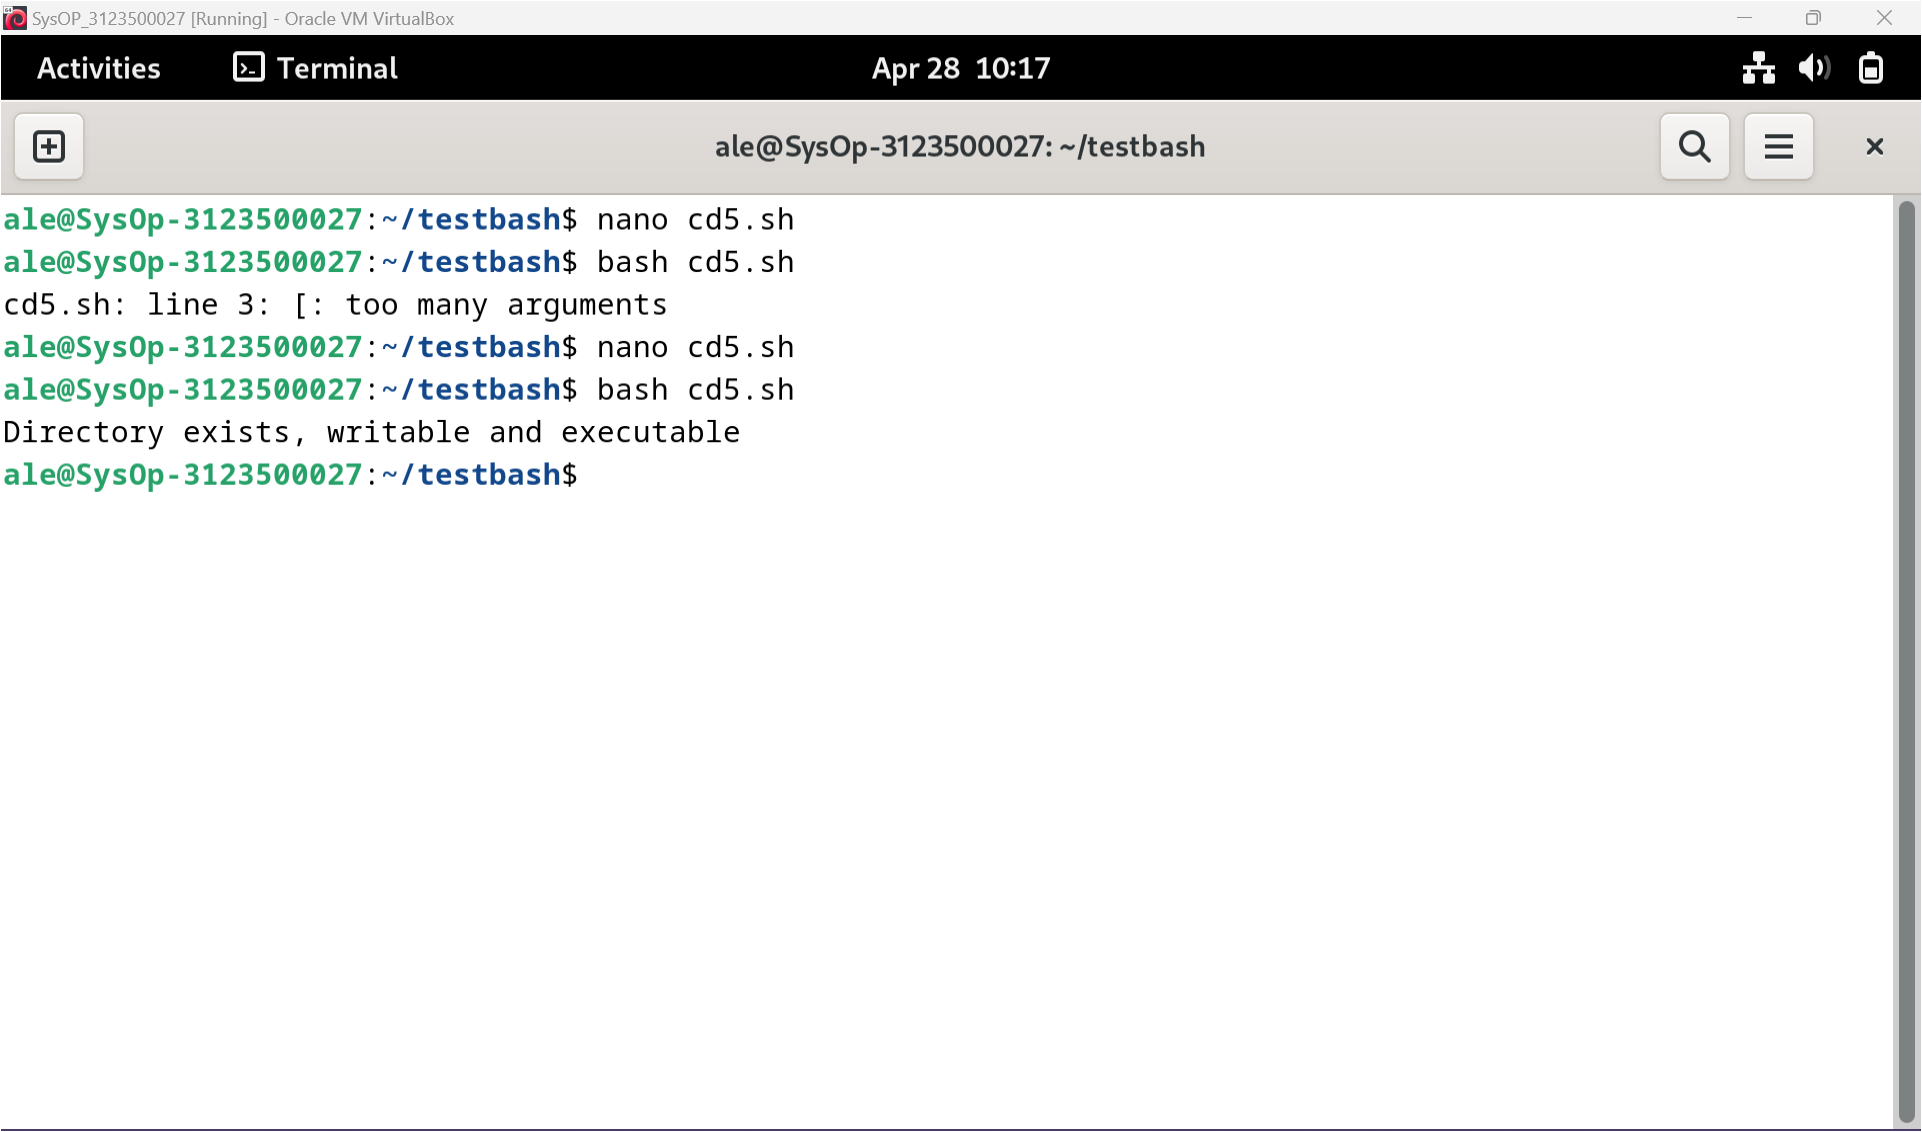 SysOP_3123500027 [Running] - Oracle VM VirtualBox
Activities Terminal Apr 28 10:17
ale@SysOp-3123500027: ~/testbash
ale@SysOp-3123500027:~/testbash$ nano cd5.sh
ale@SysOp-3123500027:~/testbash$ bash cd5.sh
cd5.sh: line 3: [: too many arguments
ale@SysOp-3123500027:~/testbash$ nano cd5.sh
ale@SysOp-3123500027:~/testbash$ bash cd5.sh
Directory exists, writable and executable
ale@SysOp-3123500027:~/testbash$